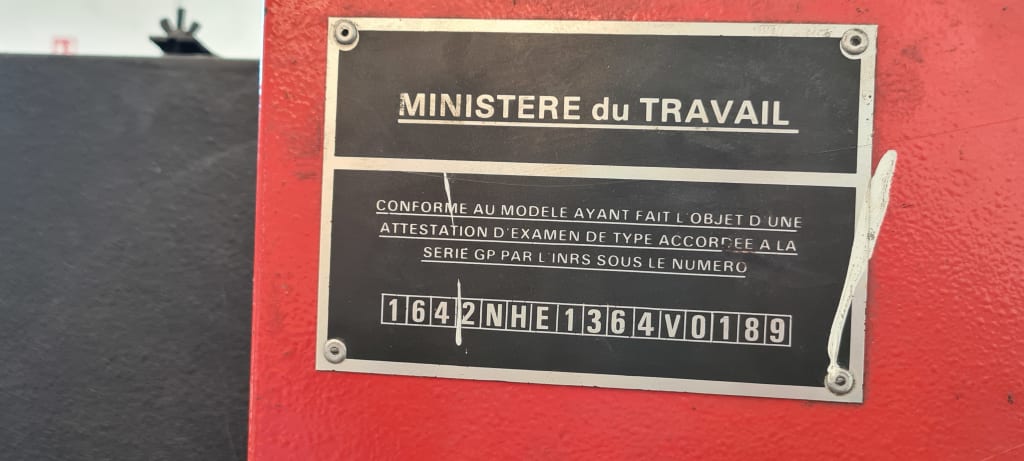 MINISTERE du TRAVAIL
CONFORME AU MODELE AYANT FAIT L'OBJET D'UNE
ATTESTATION D'EXAMEN DE TYPE ACCORDEE A LA
SERIE GP PAR L'INRS SOUS LE NUMERO
1642NHE1364V0189